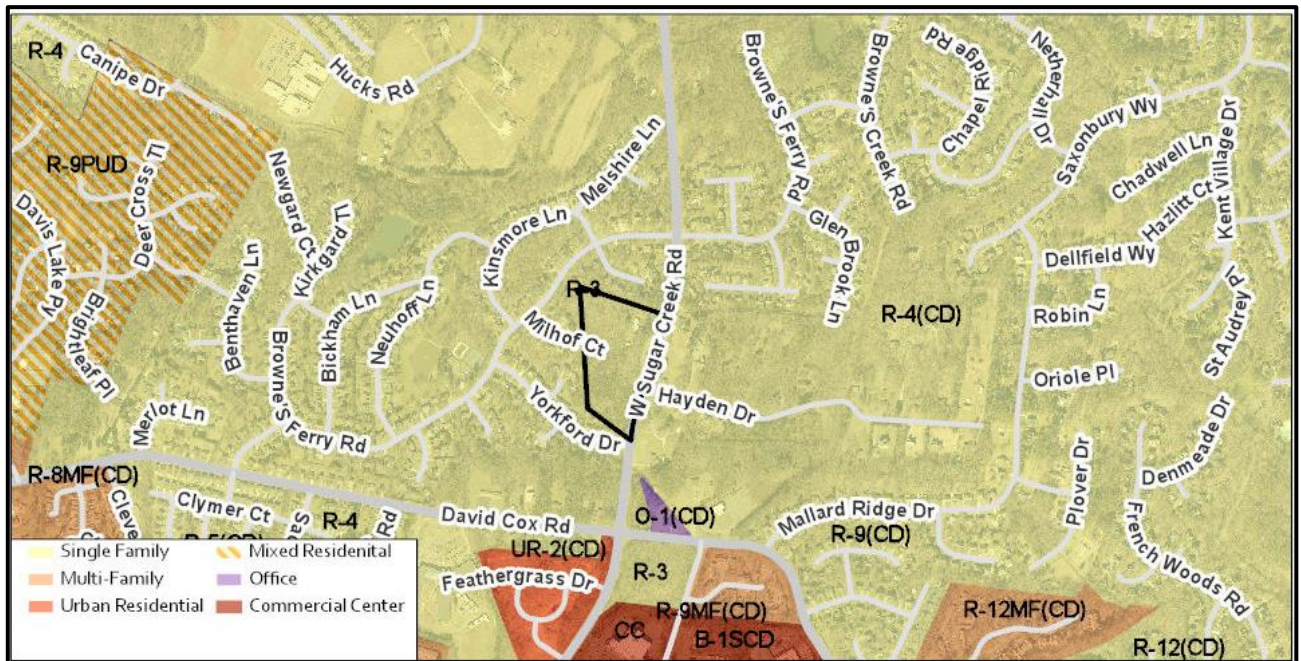 R-4
Canipe Dr
Hucks Rd
Browne'S Ferry Rd
Browne'S Creek Rd
Chapel Ridge Rd
Netherhall Dr
Saxonbury Wy
Chadwell Ln
Hazlitt Ct
Kent Village Dr
R-9PUD
Deer Cross Tl
Davis Lake Py
Brightleaf Pl
Newgard Ct
Kirkgard Tl
Benthaven Ln
Bickham Ln
Neuhoff Ln
Kinsmore Ln
Melshire Ln
Glen Brook Ln
Dellfield Wy
R-3
Milhof Ct
W Sugar Creek Rd
R-4(CD)
Robin Ln
St Audrey Pl
Oriole Pl
Hayden Dr
Yorkford Dr
Browne'S Ferry Rd
Merlot Ln
Plover Dr
Denmeade Dr
French Woods Rd
R-8MF(CD)
Clymer Ct
R-4
Rd
David Cox Rd
O-1(CD)
Mallard Ridge Dr
R-9(CD)
UR-2(CD)
Feathergrass Dr
R-3
R-9MF(CD)
CC
B-1SCD
R-12MF(CD)
R-12(CD)
Single Family
Mixed Residenital
Multi-Family
Office
Urban Residential
Commercial Center